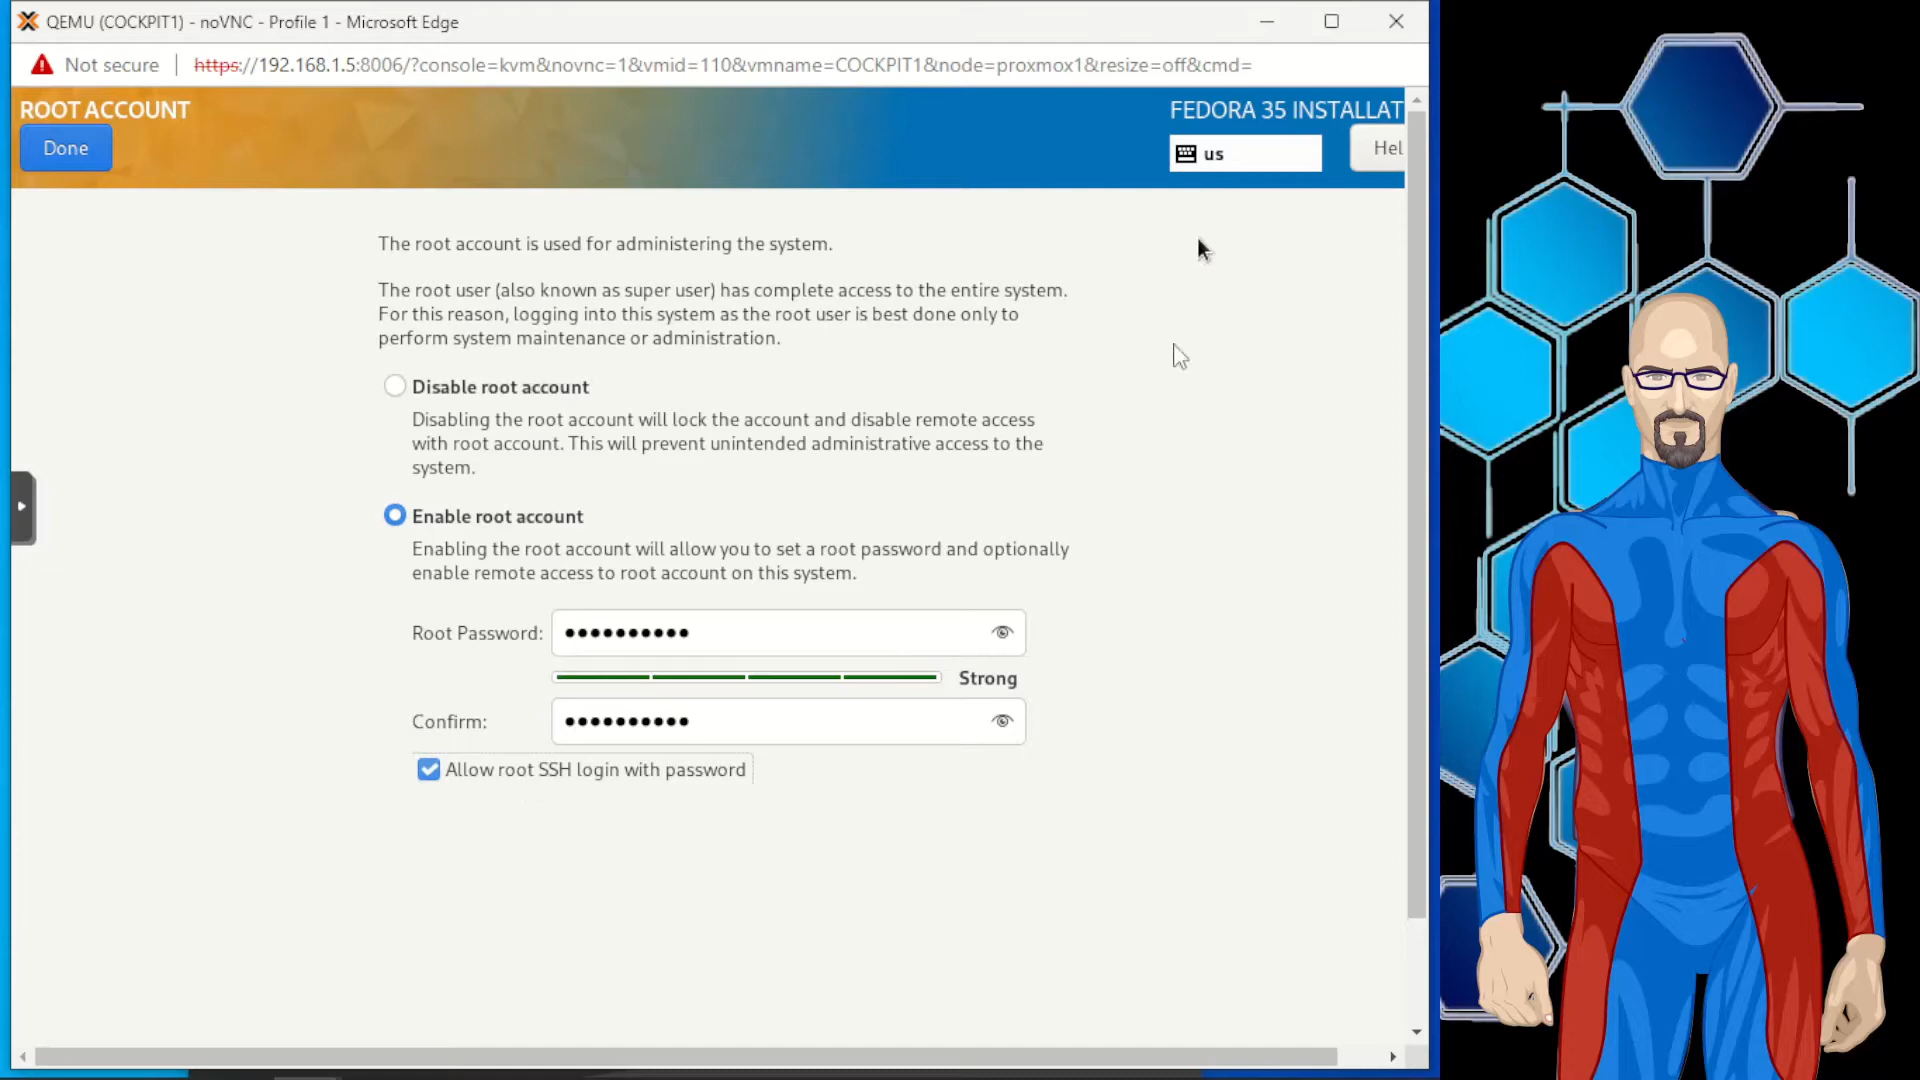 QEMU (COCKPIT1) - noVNC - Profile 1 - Microsoft Edge
Not secure
https://192.168.1.5:8006/?console=kvm&novnc=1&vmid=110&vmname=COCKPIT1&node=proxmox1&resize=off&cmd=
ROOT ACCOUNT
FEDORA 35 INSTALLAT
Done
us
Hel
The root account is used for administering the system.
The root user (also known as super user) has complete access to the entire system.
For this reason, logging into this system as the root user is best done only to
perform system maintenance or administration.
Disable root account
Disabling the root account will lock the account and disable remote access
with root account. This will prevent unintended administrative access to the
system.
Enable root account
Enabling the root account will allow you to set a root password and optionally
enable remote access to root account on this system.
Root Password: ●●●●●●●●●●
Strong
Confirm: ●●●●●●●●●●
Allow root SSH login with password